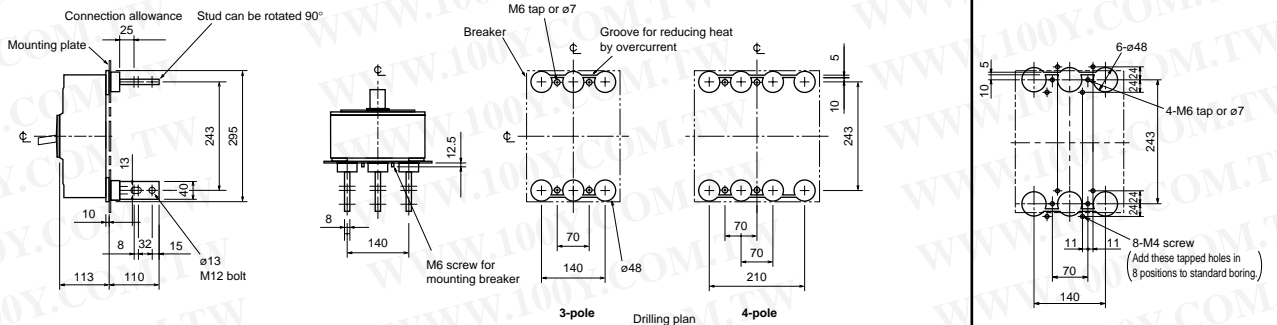 Connection allowance
Stud can be rotated 90°
25
Mounting plate
℄
243
295
13
40
10
8
32
15
ø13
M12 bolt
113
110
℄
12.5
8
140
M6 screw for
mounting breaker
M6 tap or ø7
Breaker
Groove for reducing heat
by overcurrent
℄
℄
℄
5
10
243
70
140
ø48
70
70
210
3-pole
4-pole
Drilling plan
6-ø48
5
10
24
24
4-M6 tap or ø7
243
24
24
8-M4 screw
(Add these tapped holes in
8 positions to standard boring.)
11
11
70
140
WWW.100Y.COM.TW